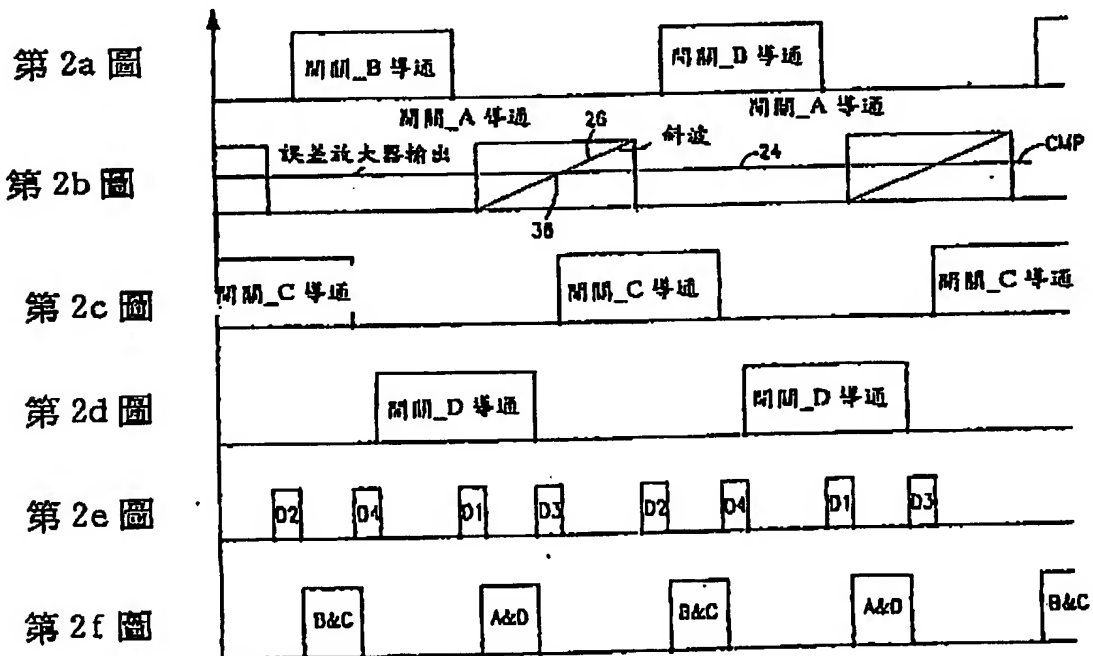 第 2a 圖
開關_B 導通
開關_D 導通
開關_A 導通
開關_A 導通
第 2b 圖
誤差放大器輸出
26
斜波
24
CMP
第 2c 圖
開關_C 導通
開關_C 導通
開關_C 導通
第 2d 圖
開關_D 導通
開關_D 導通
第 2e 圖
D2 D4 D1 D3 D2 D4 D1 D3
第 2f 圖
B&C A&D B&C A&D B&C